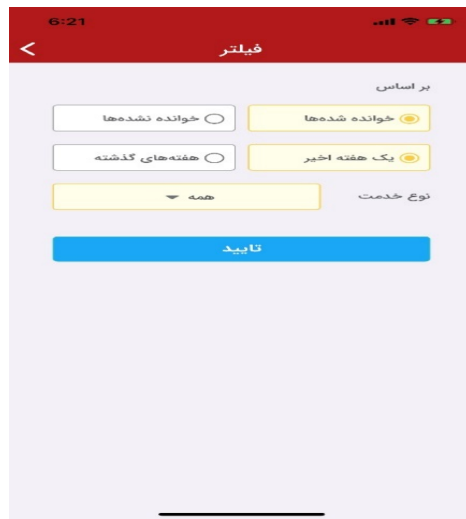 6:21
فیلتر
بر اساس
خوانده شده‌ها خوانده نشده‌ها
یک هفته اخیر هفته‌های گذشته
نوع خدمت همه
تایید